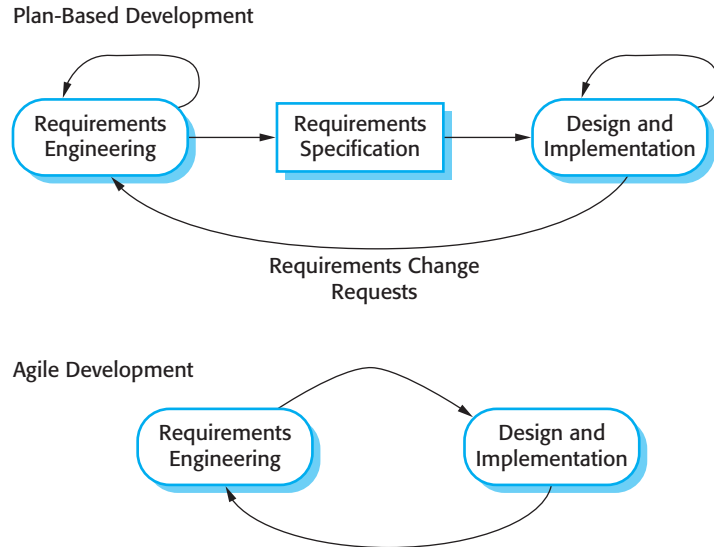 Plan-Based Development
Requirements
Engineering
Requirements
Specification
Design and
Implementation
Requirements Change
Requests
Agile Development
Requirements
Engineering
Design and
Implementation